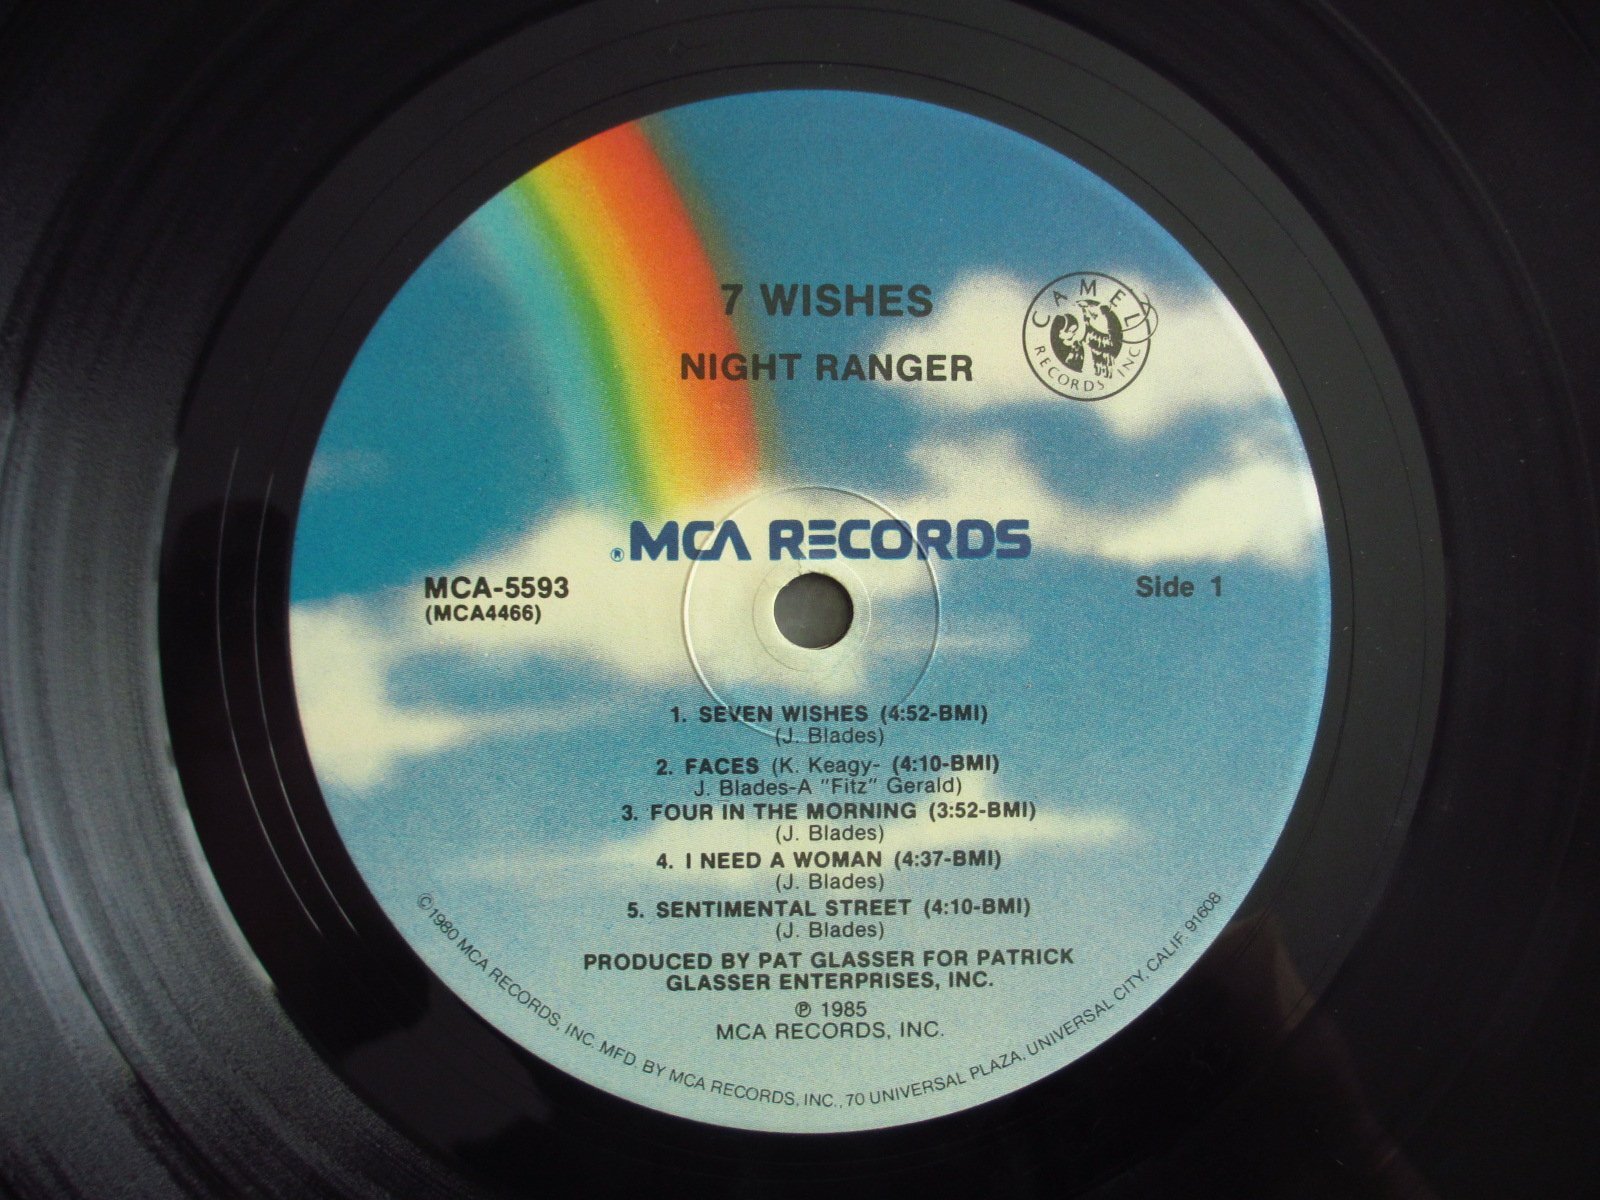 7 WISHES
NIGHT RANGER
CAMEL
RECORDS, INC.
® MCA RECORDS
MCA-5593
(MCA4466)
Side 1
1. SEVEN WISHES (4:52-BMI)
(J. Blades)
2. FACES (K. Keagy- (4:10-BMI)
J. Blades-A "Fitz" Gerald)
3. FOUR IN THE MORNING (3:52-BMI)
(J. Blades)
4. I NEED A WOMAN (4:37-BMI)
(J. Blades)
5. SENTIMENTAL STREET (4:10-BMI)
(J. Blades)
PRODUCED BY PAT GLASSER FOR PATRICK
GLASSER ENTERPRISES, INC.
℗ 1985
MCA RECORDS, INC.
©1980 MCA RECORDS, INC. MFD. BY MCA RECORDS, INC., 70 UNIVERSAL PLAZA, UNIVERSAL CITY, CALIF. 91608